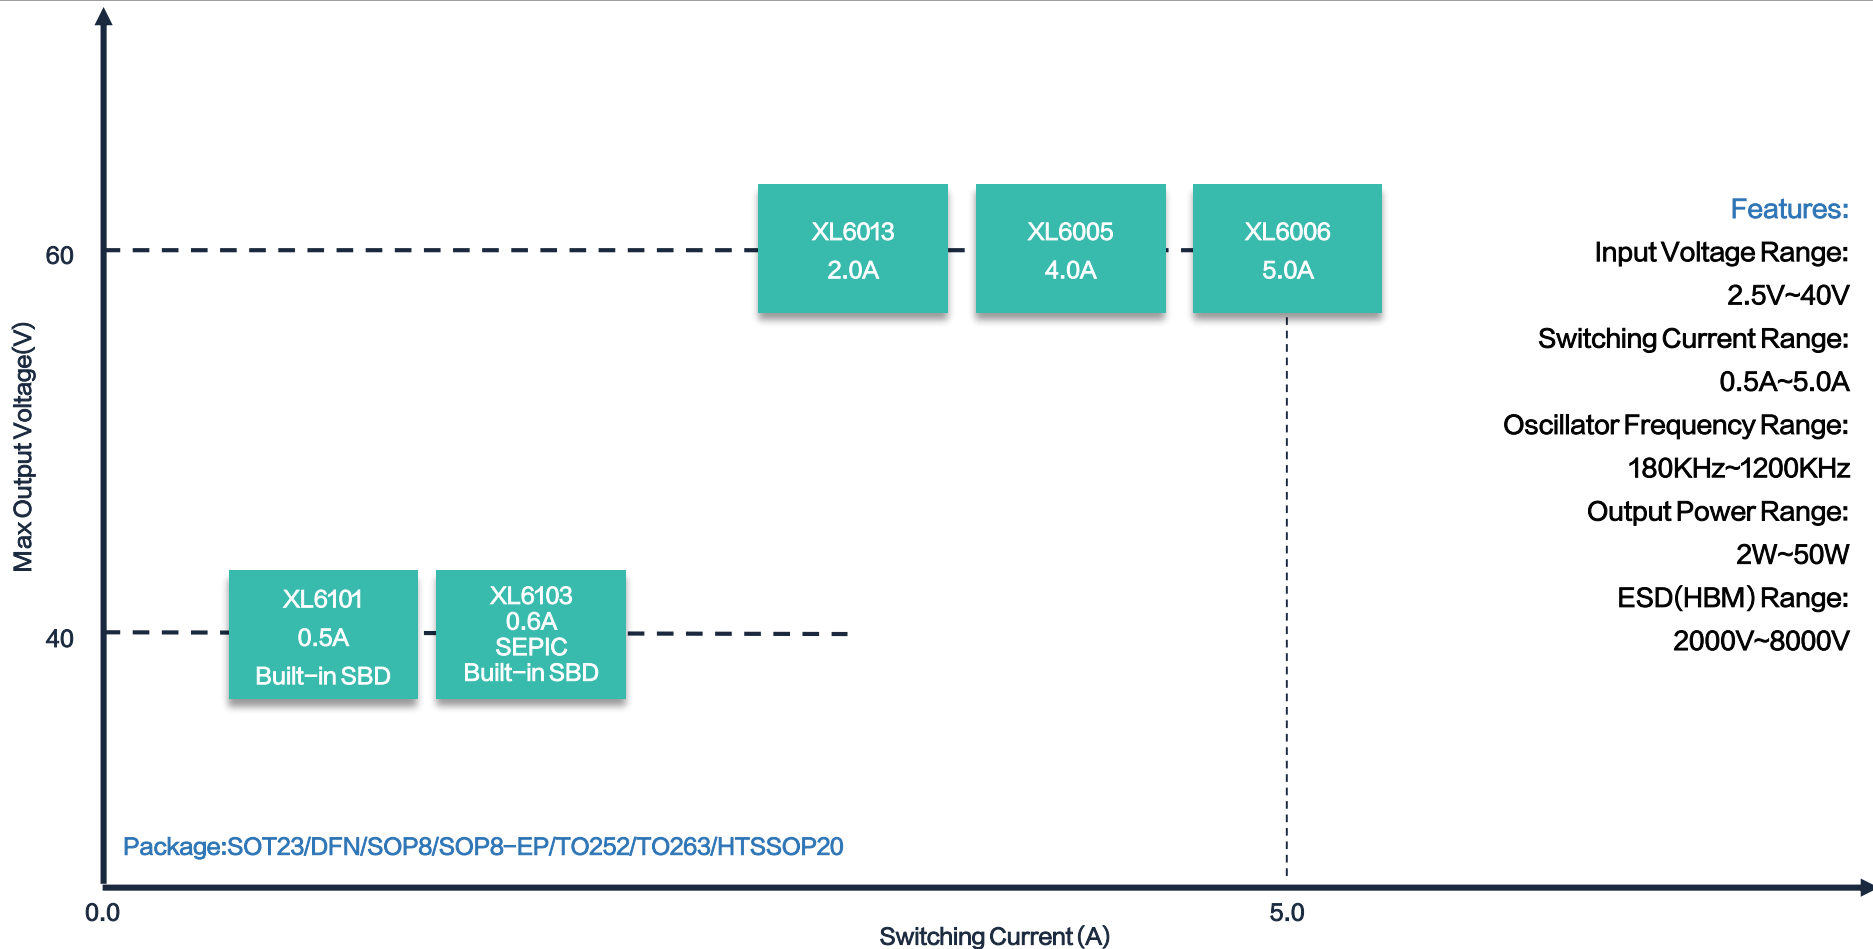 60
XL6013
2.0A
XL6005
4.0A
XL6006
5.0A
Features:
Input Voltage Range:
2.5V~40V
Switching Current Range:
0.5A~5.0A
Oscillator Frequency Range:
180KHz~1200KHz
Output Power Range:
2W~50W
ESD(HBM) Range:
2000V~8000V
Max Output Voltage(V)
40
XL6101
0.5A
Built-in SBD
XL6103
0.6A
SEPIC
Built-in SBD
Package:SOT23/DFN/SOP8/SOP8-EP/TO252/TO263/HTSSOP20
0.0
5.0
Switching Current (A)